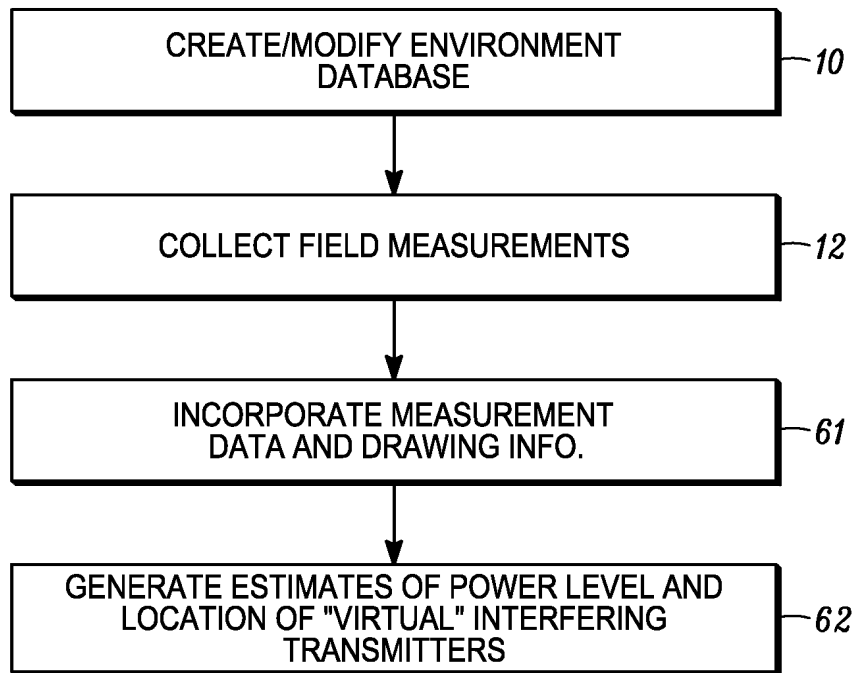 CREATE/MODIFY ENVIRONMENT
DATABASE
10
COLLECT FIELD MEASUREMENTS
12
INCORPORATE MEASUREMENT
DATA AND DRAWING INFO.
61
GENERATE ESTIMATES OF POWER LEVEL AND
LOCATION OF "VIRTUAL" INTERFERING
TRANSMITTERS
62